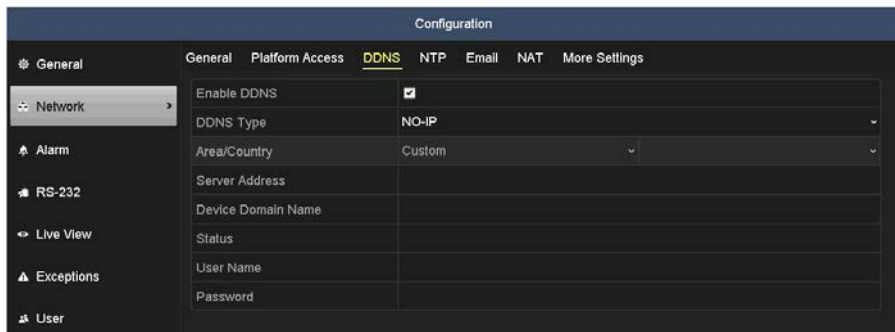 Configuration
General
Network
Alarm
RS-232
Live View
Exceptions
User
General Platform Access DDNS NTP Email NAT More Settings
Enable DDNS
DDNS Type NO-IP
Area/Country Custom
Server Address
Device Domain Name
Status
User Name
Password